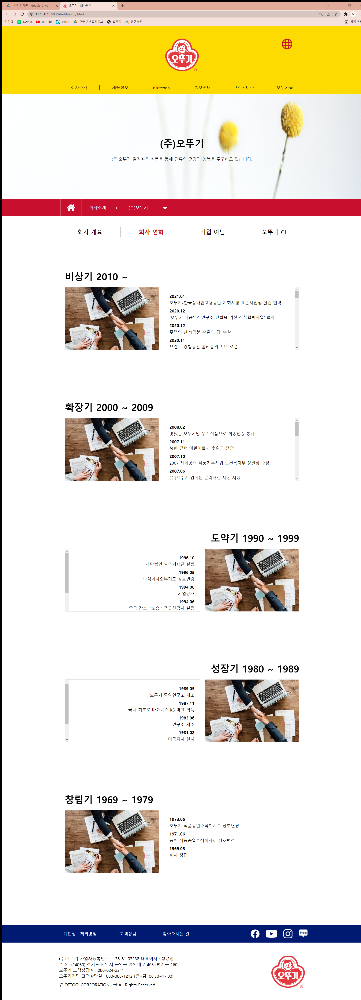 1차시험제출 - Google Drive
오뚜기 | 회사연혁
127.0.0.1:5500/html/history.html
앱 NAVER YouTube Pixlr E 구글 공유드라이브 오뚜기 동행복권 읽기 목록
오뚜기®
회사소개 제품정보 o'kitchen 홍보센터 고객서비스 오뚜기몰
(주)오뚜기
(주)오뚜기 임직원은 식품을 통해 인류의 건강과 행복을 추구하고 있습니다.
회사소개 > (주)오뚜기
회사 개요 회사 연혁 기업 이념 오뚜기 CI
비상기 2010 ~
2021.01
오뚜기-한국장애인고용공단 자회사형 표준사업장 설립 협약
2020.12
'오뚜기 식품임상연구소 건립을 위한 산학협력사업' 협약
2020.12
무역의 날 '1억불 수출의 탑' 수상
2020.11
브랜드 경험공간 롤리폴리 꼬또 오픈
확장기 2000 ~ 2009
2008.02
맛있는 오뚜기밥 우주식품으로 최종인증 통과
2007.11
북한 결핵 어린이돕기 후원금 전달
2007.10
2007 사회공헌 식품기부사업 보건복지부 장관상 수상
2007.06
(주)오뚜기 임직원 윤리규정 제정 시행
도약기 1990 ~ 1999
1996.10
재단법인 오뚜기재단 설립
1996.05
주식회사오뚜기로 상호변경
1994.08
기업공개
1994.06
중국 강소부도옹식품유한공사 설립
성장기 1980 ~ 1989
1989.05
오뚜기 중앙연구소 개소
1987.11
국내 최초로 마요네스 KS 마크 획득
1983.06
연구소 개소
1981.08
미국지사 설치
창립기 1969 ~ 1979
1973.06
오뚜기 식품공업주식회사로 상호변경
1971.06
풍림 식품공업주식회사로 상호변경
1969.05
회사 창립
개인정보처리방침 고객상담 찾아오시는 길 blog
(주)오뚜기 사업자등록번호 : 138-81-03238 대표이사 : 황성만
주소 : (14060) 경기도 안양시 동안구 흥안대로 405 (평촌동 160)
오뚜기 고객상담실 : 080-024-2311
오뚜기라면 고객상담실 : 080-088-1212 (월~금, 08:30~17:00)
Ⓒ OTTOGI CORPORATION.,Ltd All Rights Reserved.
오뚜기®